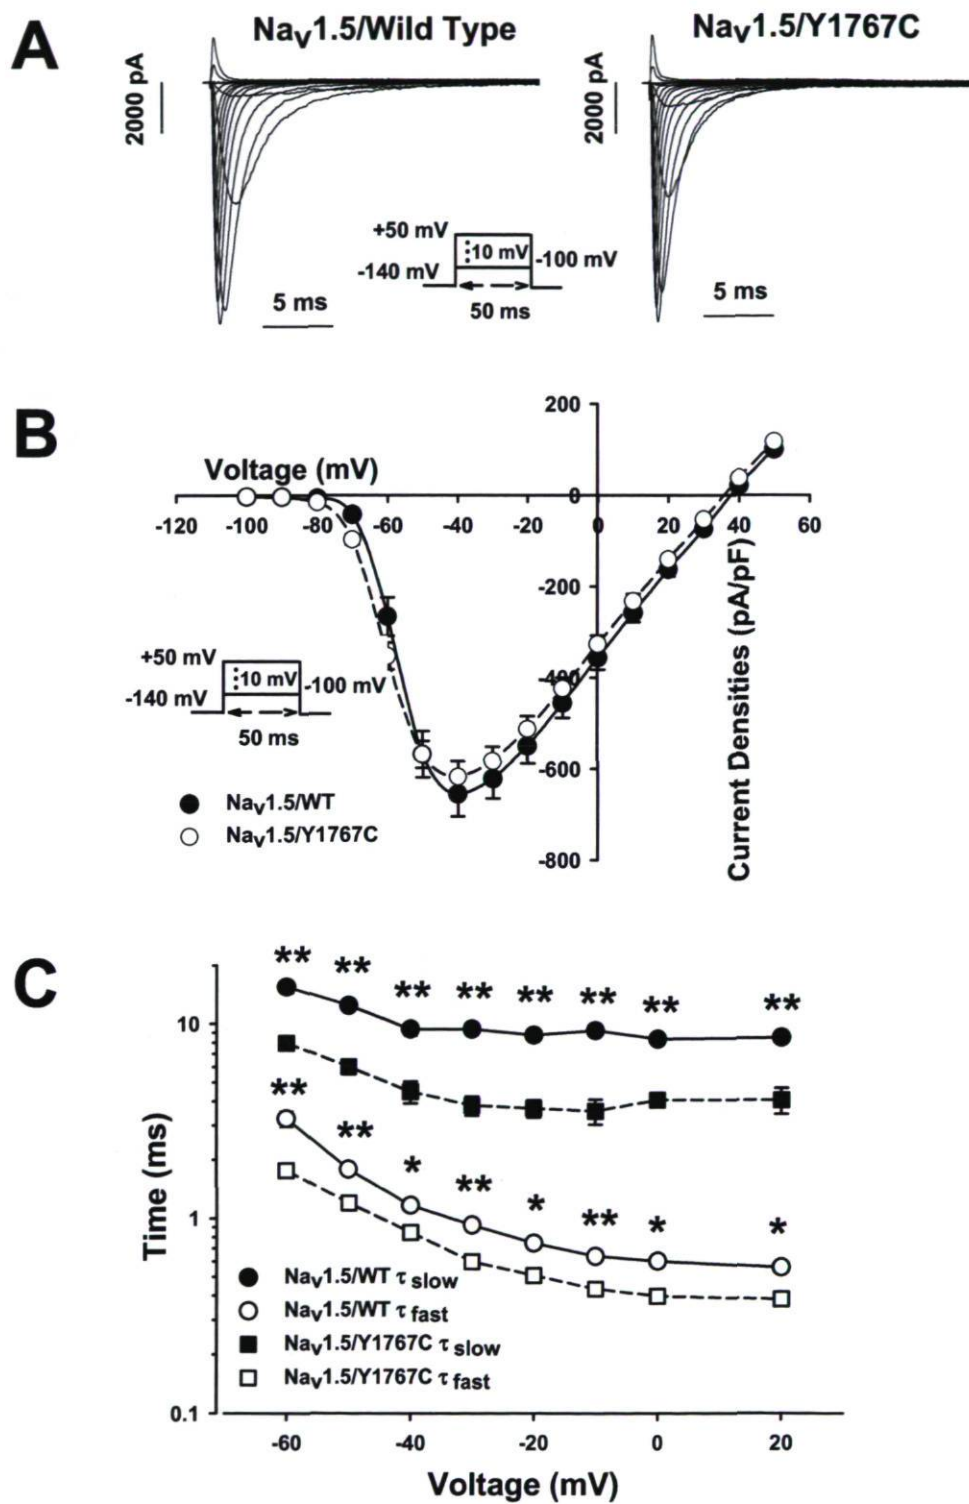 A
Nav1.5/Wild Type
Nav1.5/Y1767C
2000 pA
2000 pA
+50 mV
10 mV
-100 mV
-140 mV
50 ms
5 ms
5 ms
B
200
Voltage (mV)
0
-120 -100 -80 -60 -40 -20 0 20 40 60
-200
-400
-600
-800
Current Densities (pA/pF)
+50 mV
10 mV
-100 mV
-140 mV
50 ms
Nav1.5/WT
Nav1.5/Y1767C
C
** ** ** ** ** ** ** **
** ** * ** * ** * *
10
1
0.1
Time (ms)
Nav1.5/WT τ slow
Nav1.5/WT τ fast
Nav1.5/Y1767C τ slow
Nav1.5/Y1767C τ fast
-60 -40 -20 0 20
Voltage (mV)